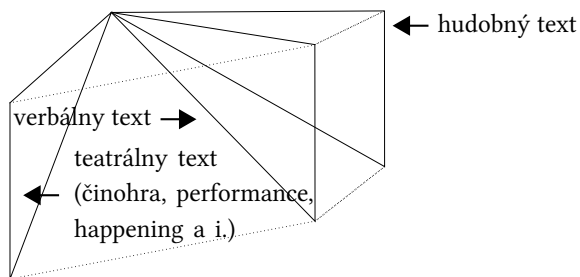 hudobný text
verbálny text
teatrálny text
(činohra, performance,
happening a i.)